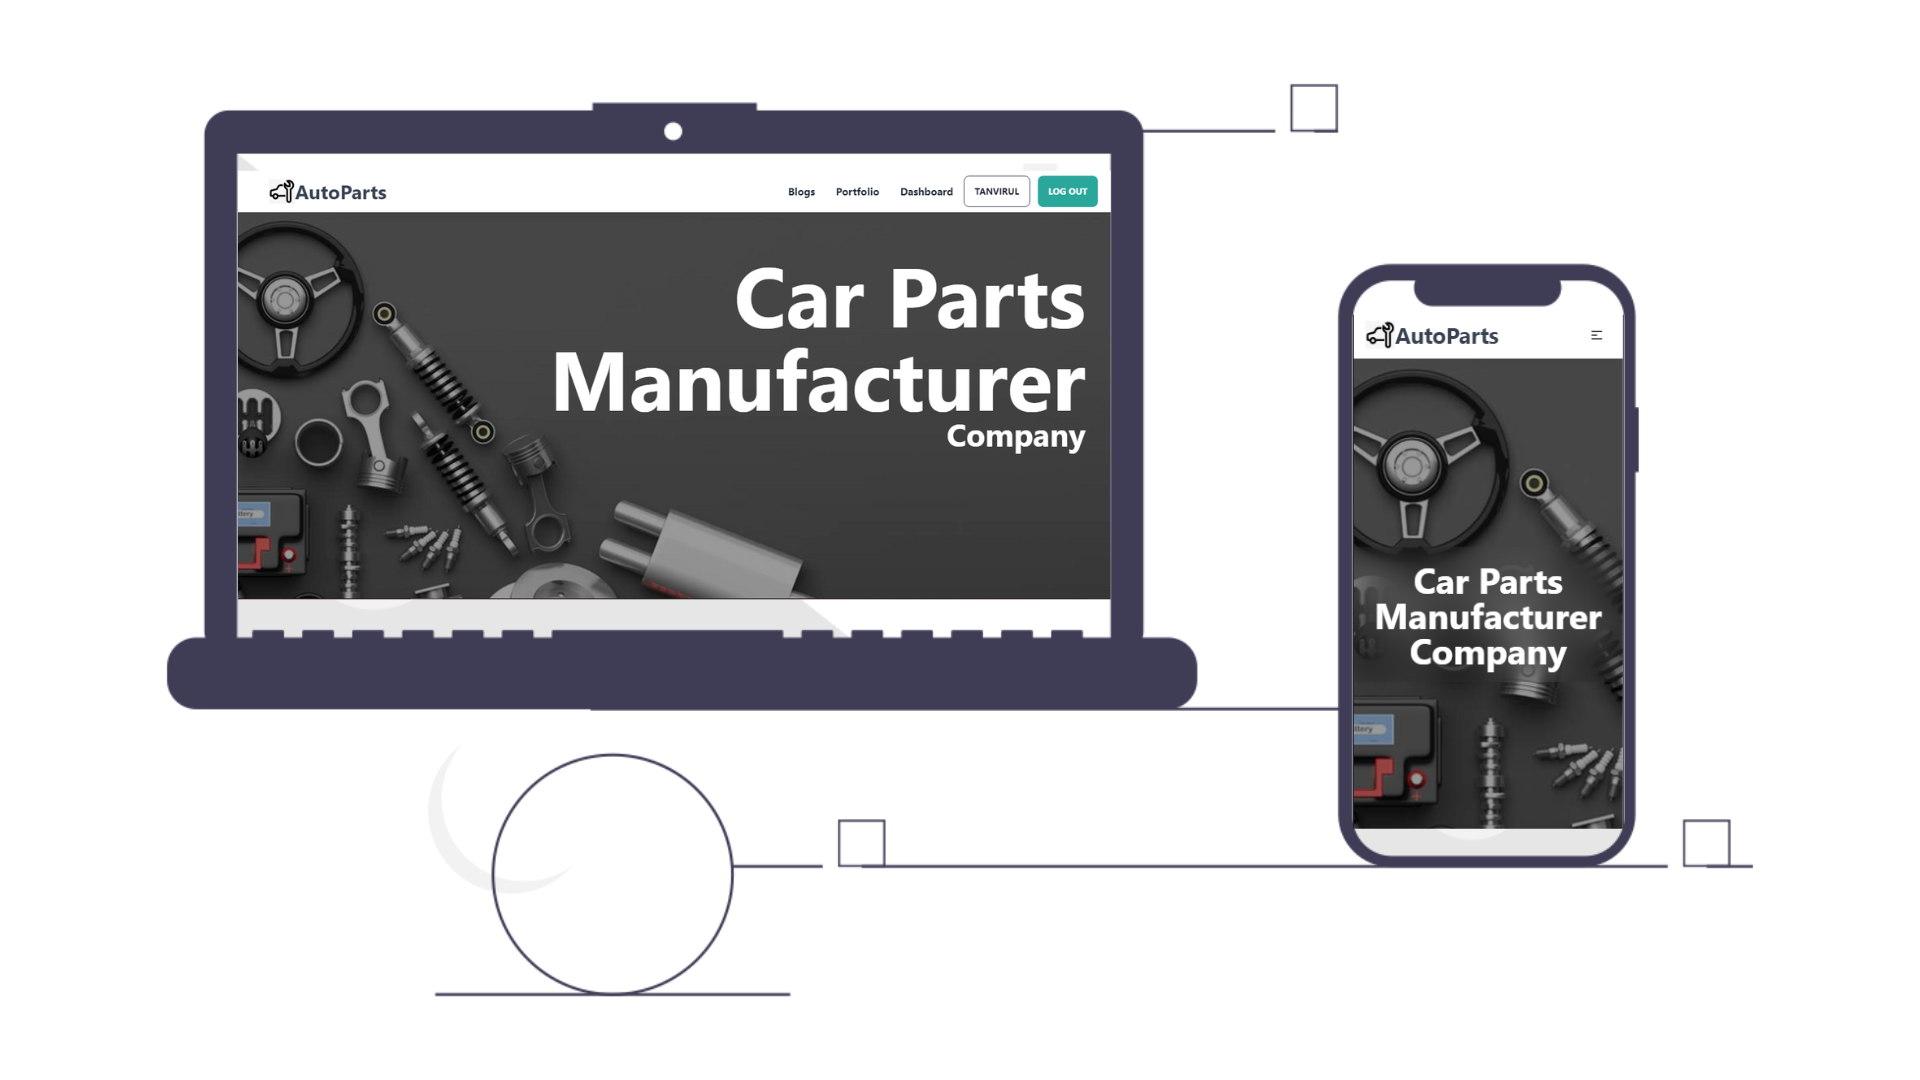 AutoParts
Blogs Portfolio Dashboard TANVIRUL LOG OUT
Car Parts
Manufacturer
Company
AutoParts
Car Parts
Manufacturer
Company